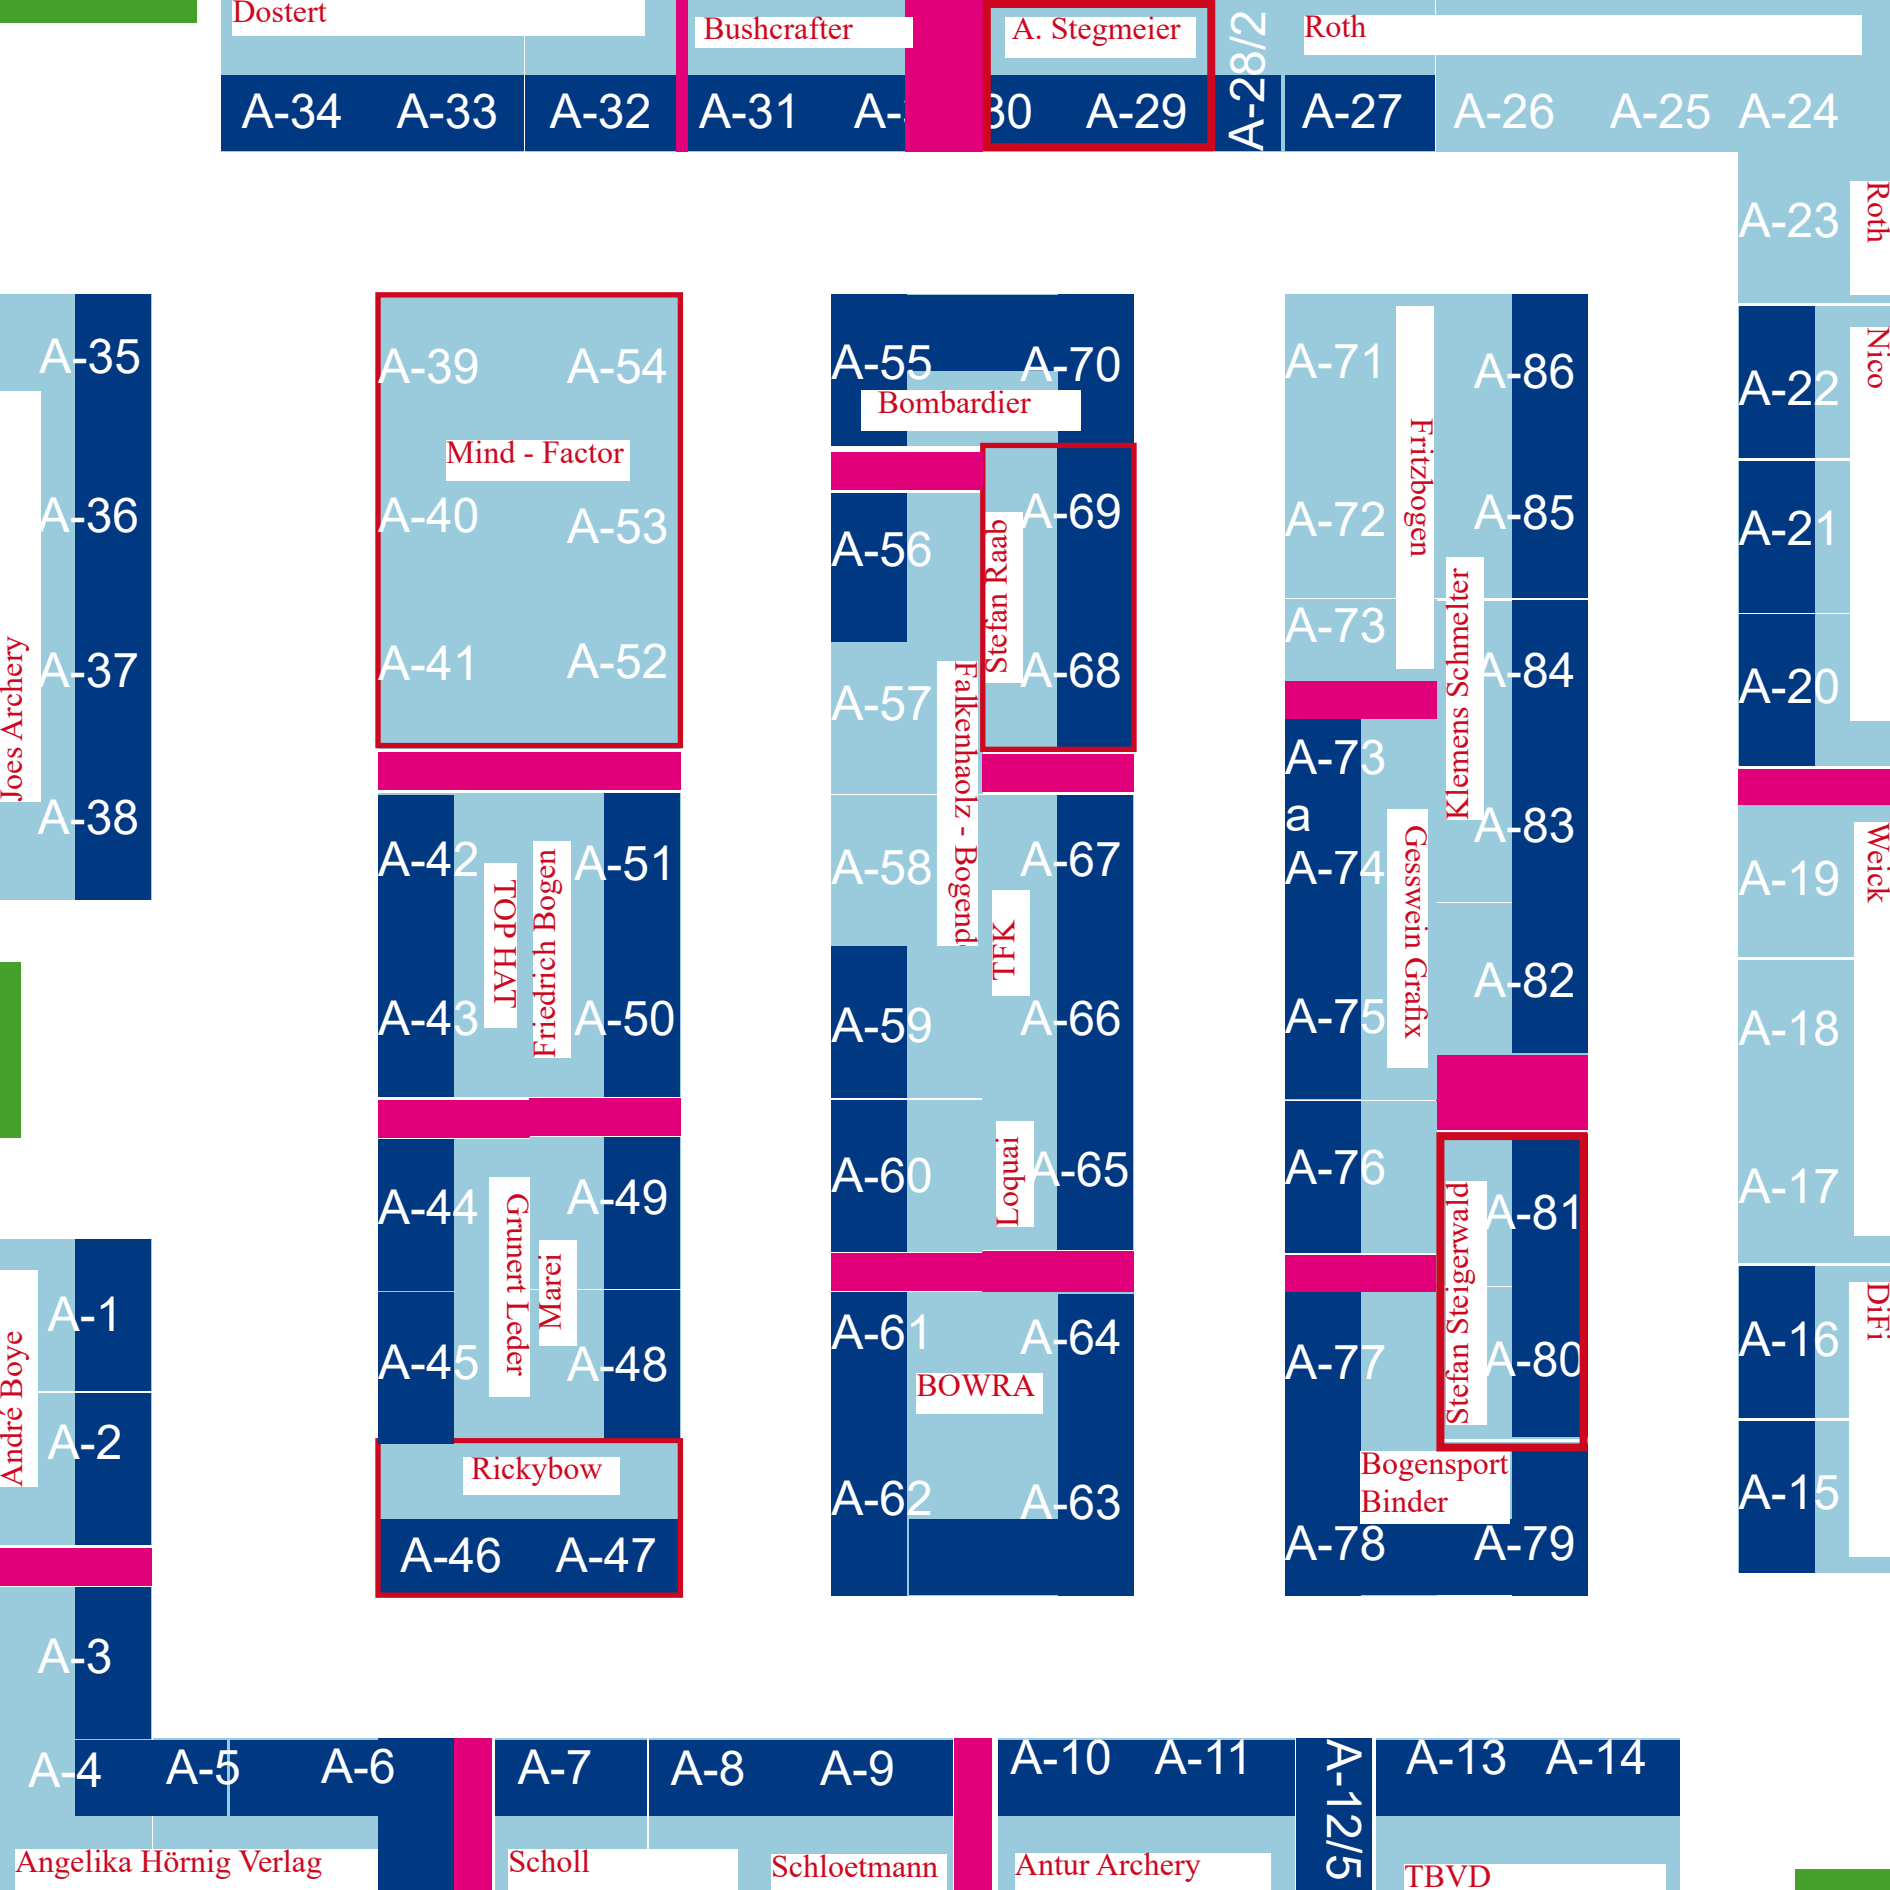 Dostert
Bushcrafter
A. Stegmeier
A-28/2
Roth
A-34
A-33
A-32
A-31
A-
30
A-29
A-27
A-26
A-25
A-24
A-23
Roth
A-35
A-36
A-37
A-38
Joes Archery
A-39
A-54
Mind - Factor
A-40
A-53
A-41
A-52
A-55
A-70
Bombardier
A-69
A-56
Stefan Raab
A-68
A-57
Falkenhaolz - Bogend
A-71
A-86
Fritzbogen
A-72
A-85
A-73
Klemens Schmelter
A-84
A-73
a
A-83
A-74
Gesswein Grafix
A-75
A-82
A-22
Nico
A-21
A-20
A-19
Weick
A-18
A-17
A-42
A-51
TOP HAT
Friedrich Bogen
A-43
A-50
A-58
A-67
TFK
A-59
A-66
A-60
Loquai
A-65
A-76
A-81
Stefan Steigerwald
A-80
A-77
Bogensport
Binder
A-78
A-79
A-16
DiFi
A-15
A-44
A-49
Grunert Leder
Marei
A-45
A-48
Rickybow
A-46
A-47
A-61
A-64
BOWRA
A-62
A-63
A-1
André Boye
A-2
A-3
A-4
A-5
A-6
A-7
A-8
A-9
A-10
A-11
A-12/5
A-13
A-14
Angelika Hörnig Verlag
Scholl
Schloetmann
Antur Archery
TBVD